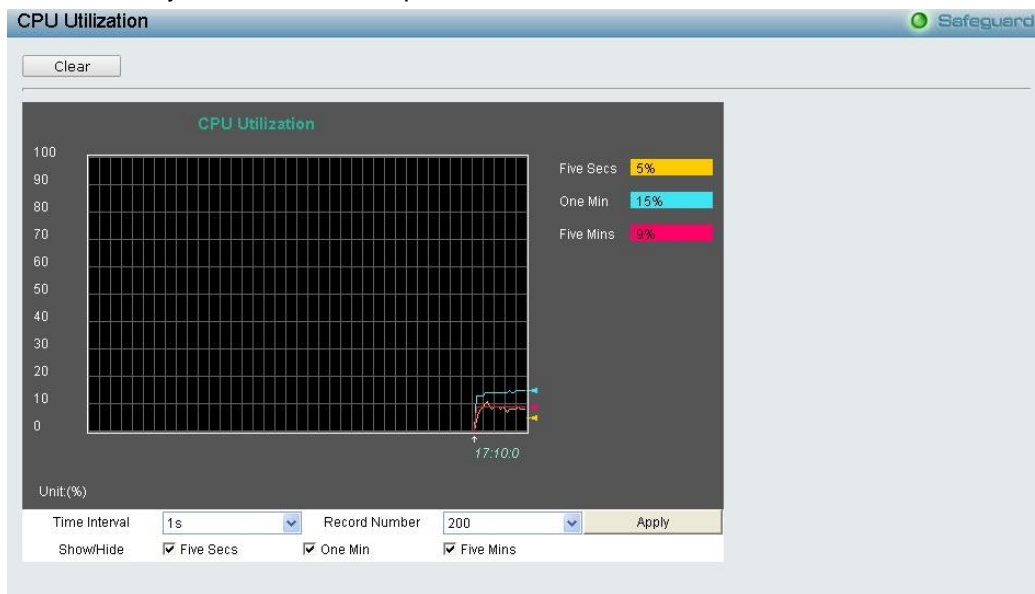 CPU Utilization
Safeguard
Clear
CPU Utilization
100
90
80
70
60
50
40
30
20
10
0
Five Secs 5%
One Min 15%
Five Mins 9%
17:10:0
Unit:(%)
Time Interval 1s Record Number 200 Apply
Show/Hide Five Secs One Min Five Mins